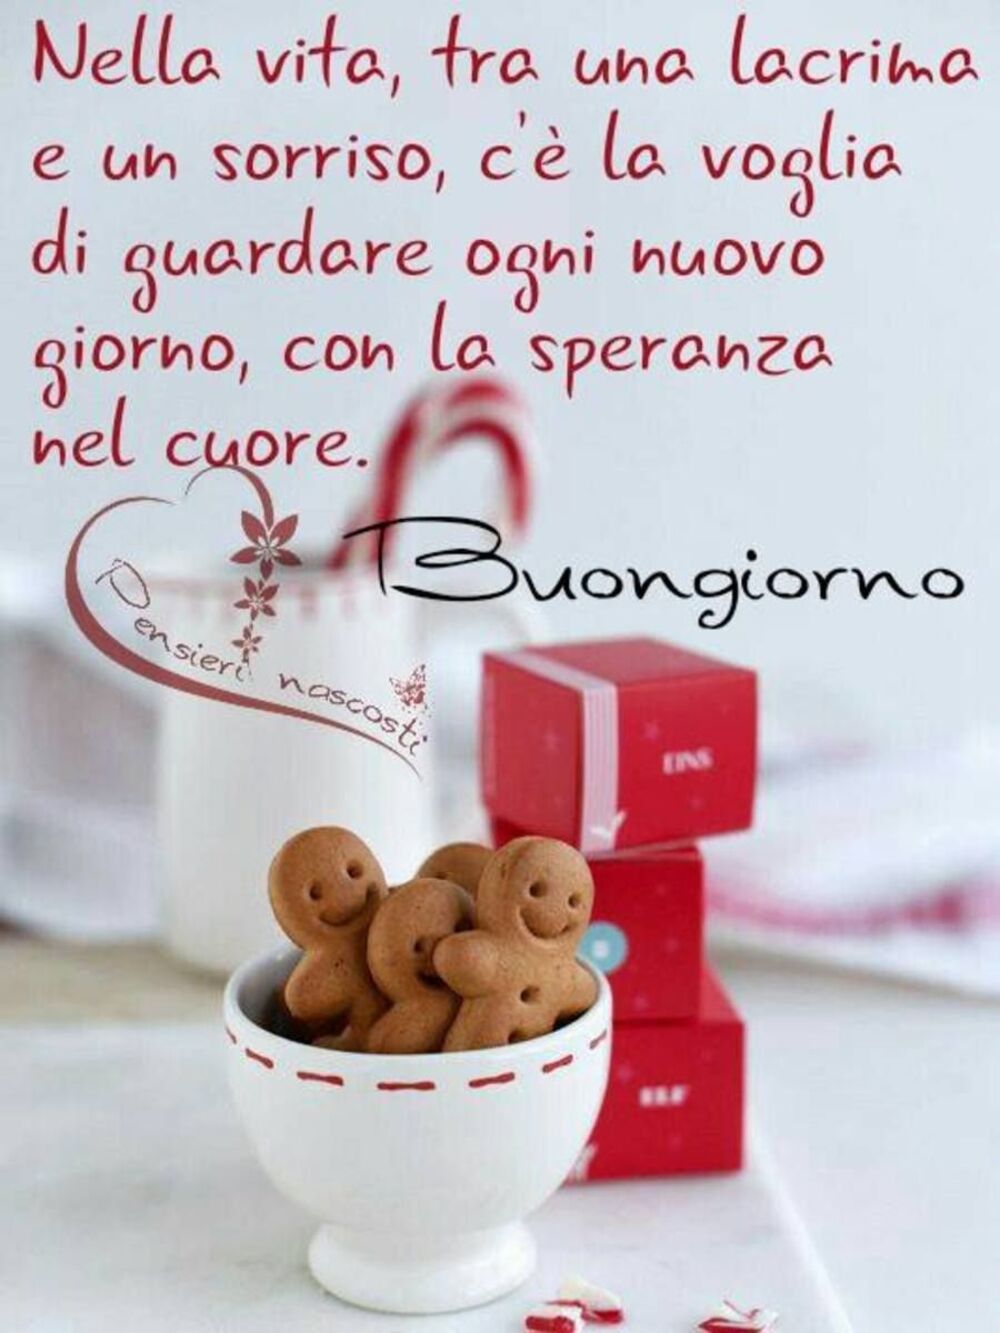 Nella vita, tra una lacrima
e un sorriso, c'è la voglia
di guardare ogni nuovo
giorno, con la speranza
nel cuore.
Buongiorno
Pensieri nascosti
EINS
8
ELF